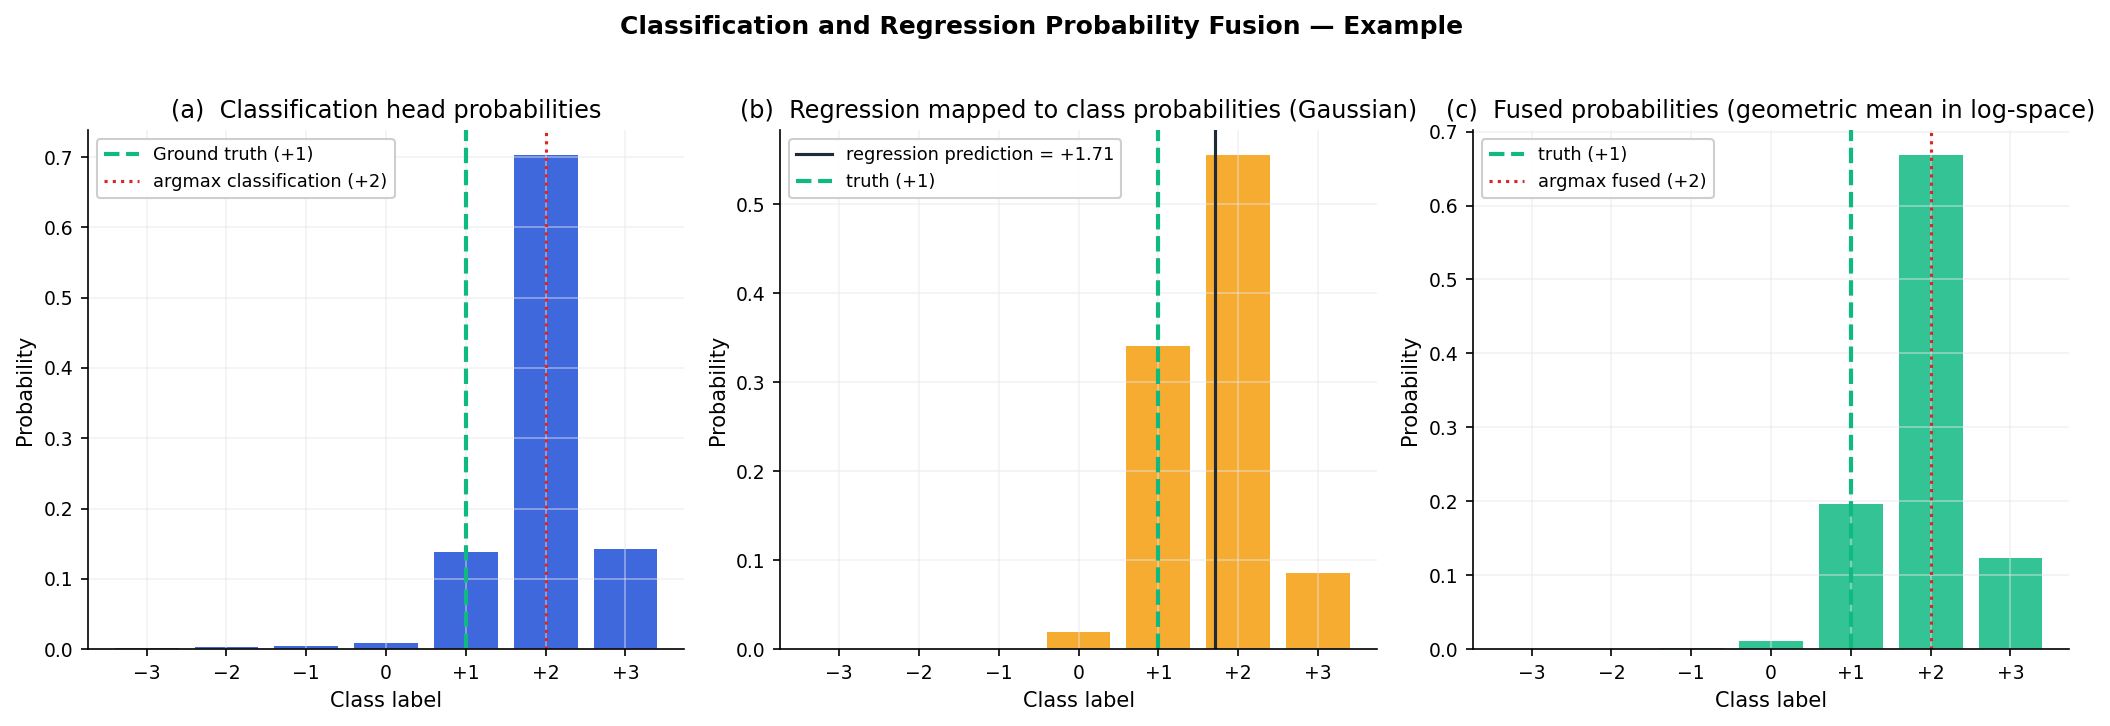 Classification and Regression Probability Fusion — Example
(a)  Classification head probabilities
Ground truth (+1)
argmax classification (+2)
Probability
0.7
0.6
0.5
0.4
0.3
0.2
0.1
0.0
−3 −2 −1 0 +1 +2 +3
Class label
(b)  Regression mapped to class probabilities (Gaussian)
regression prediction = +1.71
truth (+1)
Probability
0.5
0.4
0.3
0.2
0.1
0.0
−3 −2 −1 0 +1 +2 +3
Class label
(c)  Fused probabilities (geometric mean in log-space)
truth (+1)
argmax fused (+2)
Probability
0.7
0.6
0.5
0.4
0.3
0.2
0.1
0.0
−3 −2 −1 0 +1 +2 +3
Class label